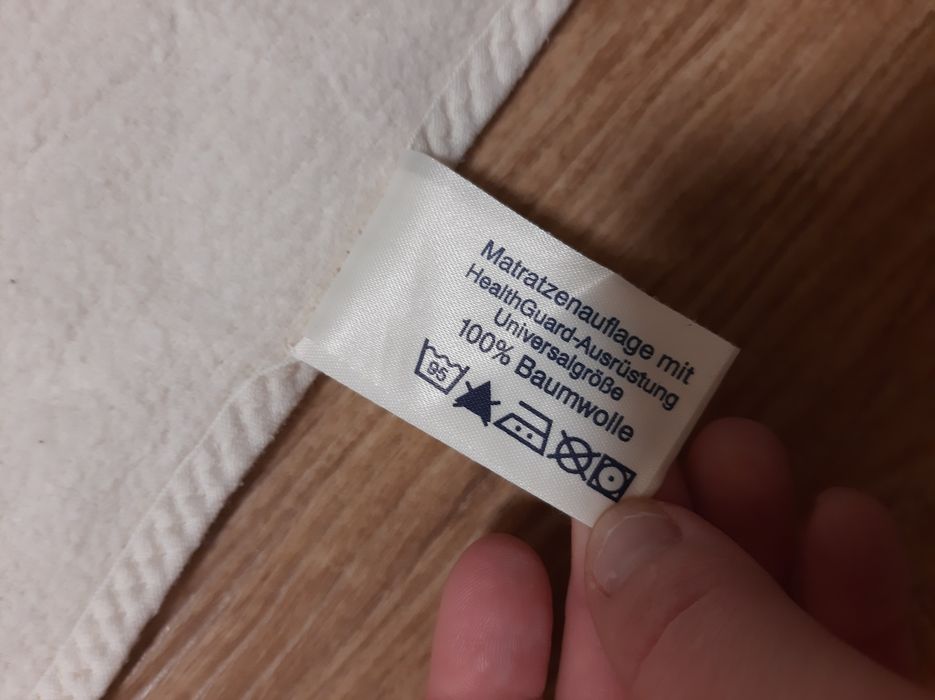 Matratzenauflage mit
HealthGuard-Ausrüstung
Universalgröße
100% Baumwolle
95